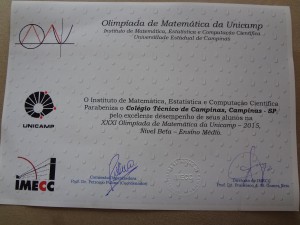 Olimpíada de Matemática da Unicamp
Instituto de Matemática, Estatística e Computação Científica
Universidade Estadual de Campinas
UNICAMP
O Instituto de Matemática, Estatística e Computação Científica
Parabeniza o Colégio Técnico de Campinas, Campinas - SP,
pelo excelente desempenho de seus alunos na
XXXI Olimpíada de Matemática da Unicamp - 2015,
Nível Beta - Ensino Médio.
IMECC